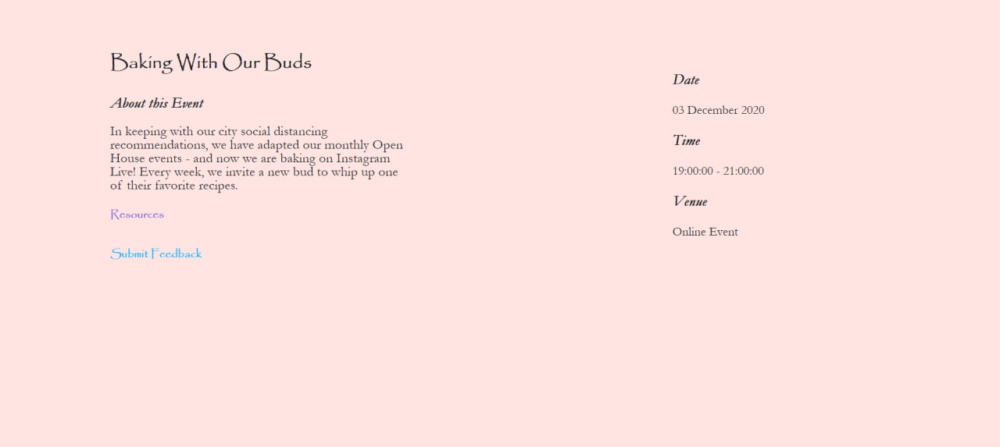 Baking With Our Buds
About this Event
In keeping with our city social distancing
recommendations, we have adapted our monthly Open
House events - and now we are baking on Instagram
Live! Every week, we invite a new bud to whip up one
of their favorite recipes.
Resources
Submit Feedback
Date
03 December 2020
Time
19:00:00 - 21:00:00
Venue
Online Event